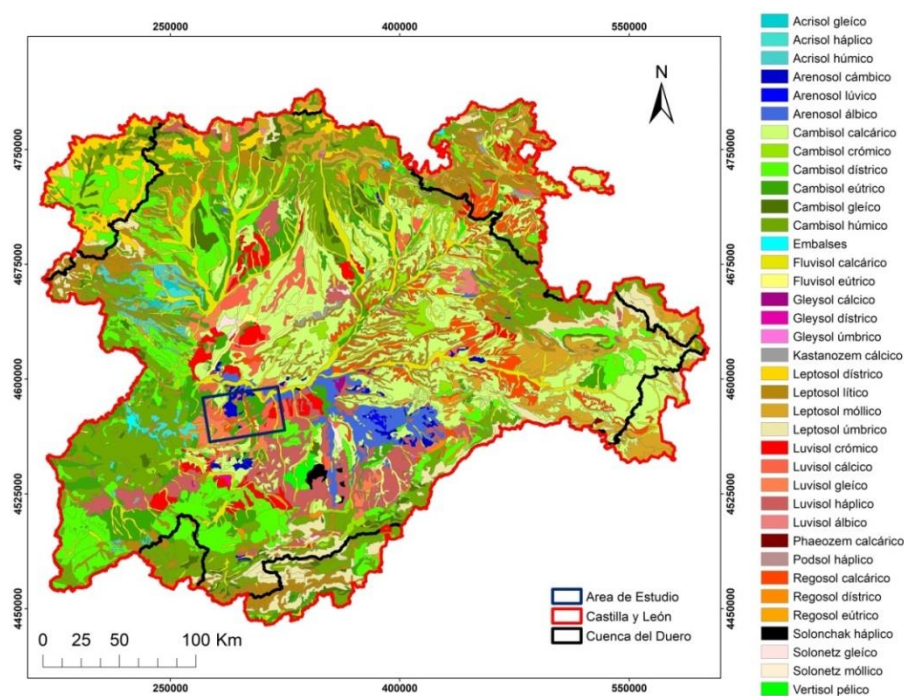 250000 400000 550000
N
4750000 4750000
4675000 4675000
4600000 4600000
4525000 4525000
4450000 4450000
Area de Estudio
Castilla y León
Cuenca del Duero
0 25 50 100 Km
250000 400000 550000
Acrisol gleíco
Acrisol háplico
Acrisol húmico
Arenosol cámbico
Arenosol lúvico
Arenosol álbico
Cambisol calcárico
Cambisol crómico
Cambisol dístrico
Cambisol eútrico
Cambisol gleíco
Cambisol húmico
Embalses
Fluvisol calcárico
Fluvisol eútrico
Gleysol cálcico
Gleysol dístrico
Gleysol úmbrico
Kastanozem cálcico
Leptosol dístrico
Leptosol lítico
Leptosol móllico
Leptosol úmbrico
Luvisol crómico
Luvisol cálcico
Luvisol gleíco
Luvisol háplico
Luvisol álbico
Phaeozem calcárico
Podsol háplico
Regosol calcárico
Regosol dístrico
Regosol eútrico
Solonchak háplico
Solonetz gleíco
Solonetz móllico
Vertisol pélico